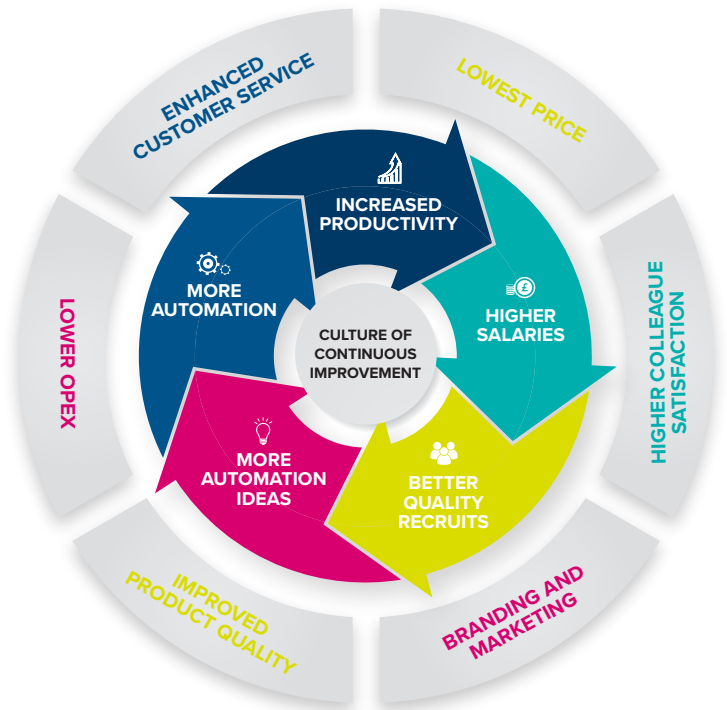 ENHANCED
CUSTOMER SERVICE
LOWEST PRICE
INCREASED
PRODUCTIVITY
MORE
AUTOMATION
£
HIGHER
SALARIES
CULTURE OF
CONTINUOUS
IMPROVEMENT
LOWER OPEX
HIGHER COLLEAGUE
SATISFACTION
MORE
AUTOMATION
IDEAS
BETTER
QUALITY
RECRUITS
IMPROVED
PRODUCT QUALITY
BRANDING AND
MARKETING